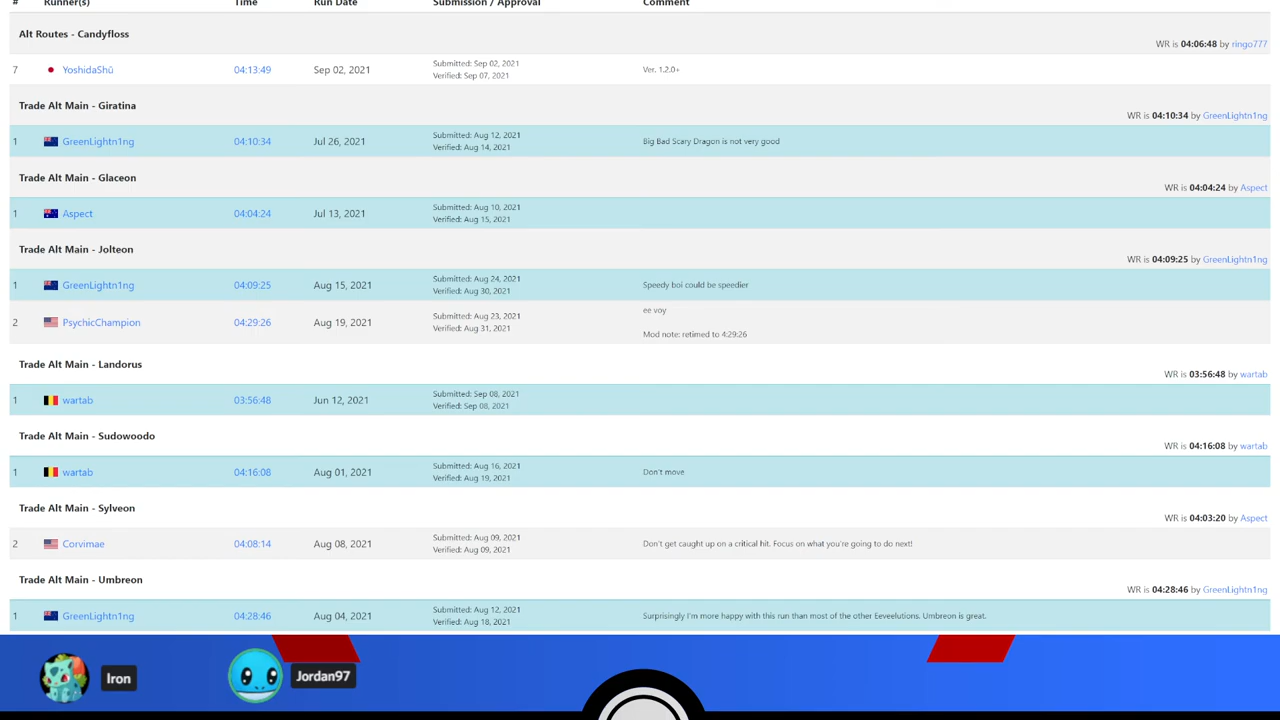 # Runner(s) Time Run Date Submission / Approval Comment
Alt Routes - Candyfloss
WR is 04:06:48 by ringo777
7 YoshidaShū 04:13:49 Sep 02, 2021 Submitted: Sep 02, 2021 Ver. 1.2.0+
Verified: Sep 07, 2021
Trade Alt Main - Giratina
WR is 04:10:34 by GreenLightn1ng
1 GreenLightn1ng 04:10:34 Jul 26, 2021 Submitted: Aug 12, 2021 Big Bad Scary Dragon is not very good
Verified: Aug 14, 2021
Trade Alt Main - Glaceon
WR is 04:04:24 by Aspect
1 Aspect 04:04:24 Jul 13, 2021 Submitted: Aug 10, 2021
Verified: Aug 15, 2021
Trade Alt Main - Jolteon
WR is 04:09:25 by GreenLightn1ng
1 GreenLightn1ng 04:09:25 Aug 15, 2021 Submitted: Aug 24, 2021 Speedy boi could be speedier
Verified: Aug 30, 2021
2 PsychicChampion 04:29:26 Aug 19, 2021 Submitted: Aug 23, 2021 ee voy
Verified: Aug 31, 2021
Mod note: retimed to 4:29:26
Trade Alt Main - Landorus
WR is 03:56:48 by wartab
1 wartab 03:56:48 Jun 12, 2021 Submitted: Sep 08, 2021
Verified: Sep 08, 2021
Trade Alt Main - Sudowoodo
WR is 04:16:08 by wartab
1 wartab 04:16:08 Aug 01, 2021 Submitted: Aug 16, 2021 Don't move
Verified: Aug 19, 2021
Trade Alt Main - Sylveon
WR is 04:03:20 by Aspect
2 Corvimae 04:08:14 Aug 08, 2021 Submitted: Aug 09, 2021 Don't get caught up on a critical hit. Focus on what you're going to do next!
Verified: Aug 09, 2021
Trade Alt Main - Umbreon
WR is 04:28:46 by GreenLightn1ng
1 GreenLightn1ng 04:28:46 Aug 04, 2021 Submitted: Aug 12, 2021 Surprisingly I'm more happy with this run than most of the other Eeveelutions. Umbreon is great.
Verified: Aug 18, 2021
Iron Jordan97